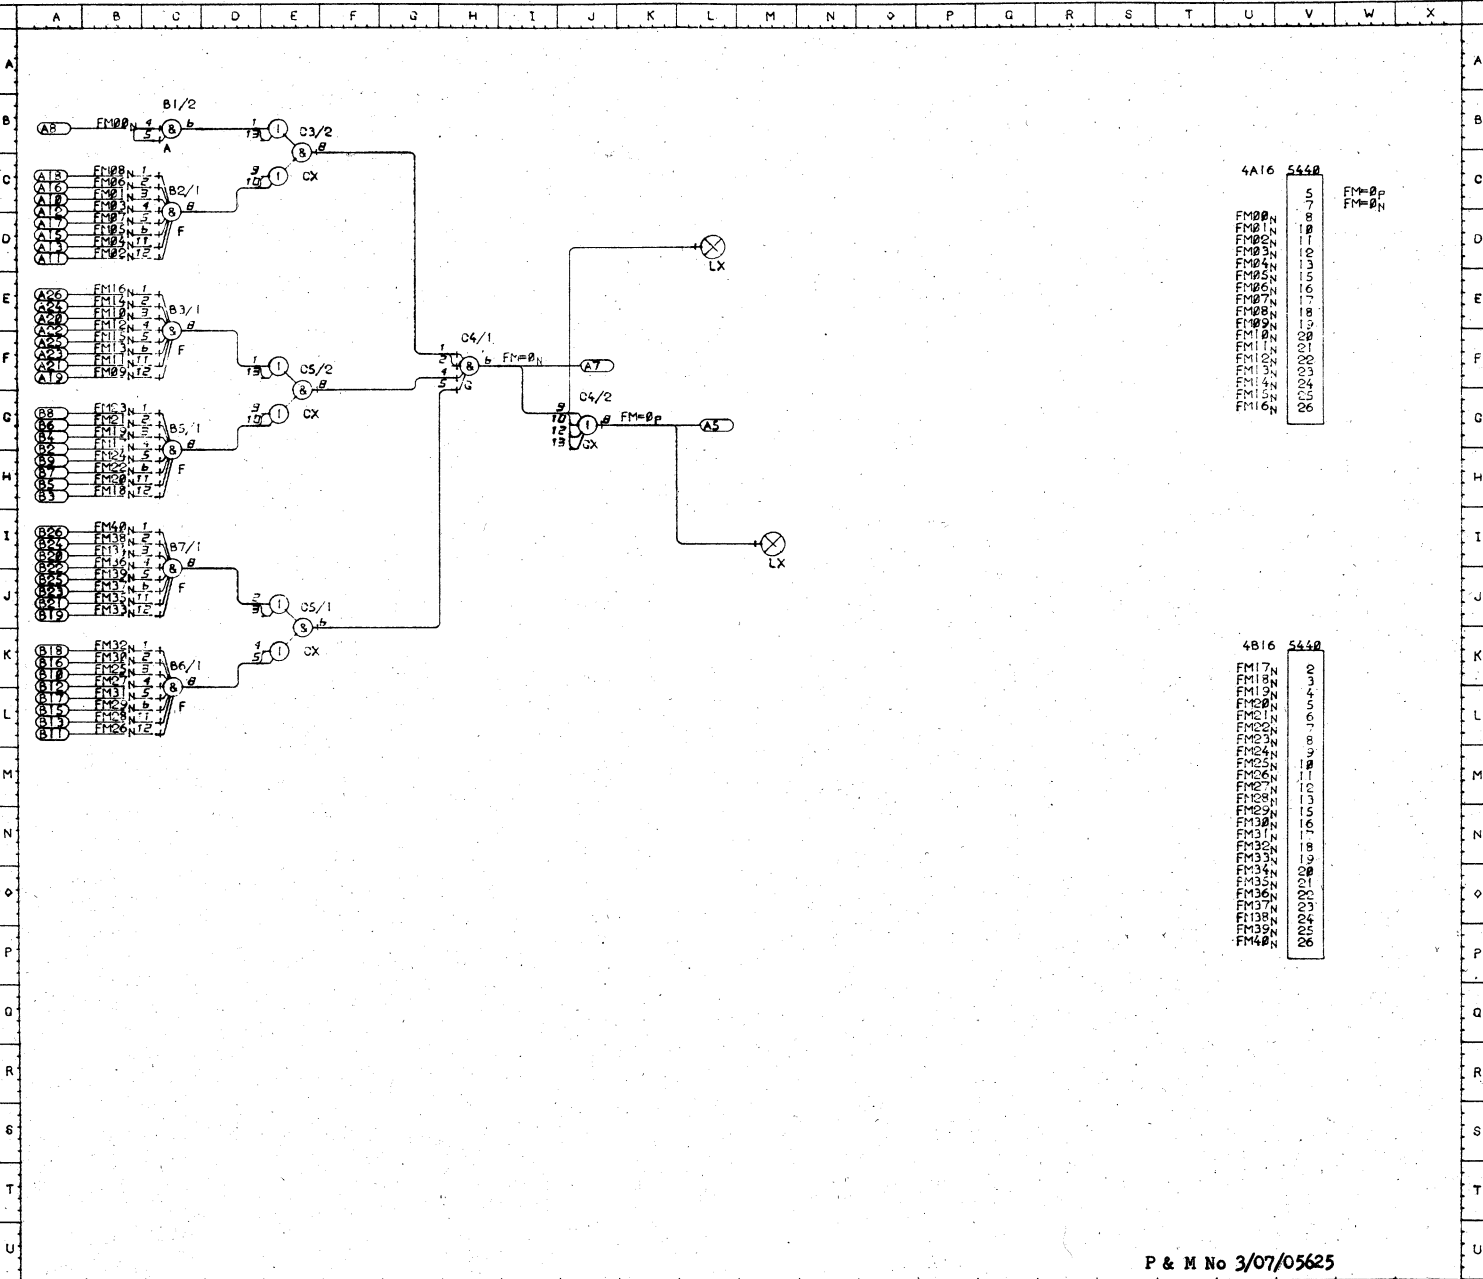 A B C D E F G H I J K L M N O P Q R S T U V W X
A A
B1/2
B A8 FM00N 4 5 & 6 A 1 13 1 C3/2 & 8 B
9 10 1 CX
C 4A16 5440 C
A18 FM08N 1
A16 FM06N 2
A10 FM01N 3 B2/1
A12 FM03N 4 & 8
A17 FM07N 5
A15 FM05N 6 F
A13 FM04N 11
A11 FM02N 12
5 FM=0P
7 FM=0N
FM00N 8
FM01N 10
FM02N 11
FM03N 12
FM04N 13
FM05N 15
FM06N 16
FM07N 17
FM08N 18
FM09N 19
FM10N 20
FM11N 21
FM12N 22
FM13N 23
FM14N 24
FM15N 25
FM16N 26
D D
LX
E E
A26 FM16N 1
A24 FM14N 2
A20 FM10N 3 B3/1
A22 FM12N 4 & 8
A25 FM15N 5
A23 FM13N 6 F
A21 FM11N 11
A19 FM09N 12
F F
1 13 1 C5/2 & 8
9 10 1 CX
C4/1
1 2 4 5 & 6 G FM=0N A7
C4/2
9 10 12 13 1 8 GX FM=0P A5
G G
B8 FM23N 1
B6 FM21N 2
B4 FM19N 3 B5/1
B2 FM17N 4 & 8
B9 FM24N 5
B7 FM22N 6 F
B5 FM20N 11
B3 FM18N 12
H H
I I
B26 FM40N 1
B24 FM38N 2
B20 3 B7/1
B22 FM36N 4 & 8
B25 FM39N 5
B23 FM37N 6 F
B21 FM35N 11
B19 FM33N 12
LX
J J
2 3 1 C5/1 & 6
4 5 1 CX
K K
B18 FM32N 1
B16 FM30N 2
B10 FM25N 3 B6/1
B12 FM27N 4 & 8
B17 FM31N 5
B15 FM29N 6 F
B13 FM28N 11
B11 FM26N 12
4B16 5440
FM17N 2
FM18N 3
FM19N 4
FM20N 5
FM21N 6
FM22N 7
FM23N 8
FM24N 9
FM25N 10
FM26N 11
FM27N 12
FM28N 13
FM29N 15
FM30N 16
FM31N 17
FM32N 18
FM33N 19
FM34N 20
FM35N 21
FM36N 22
FM37N 23
FM38N 24
FM39N 25
FM40N 26
L L
M M
N N
O O
P P
Q Q
R R
S S
T T
U U
P & M No 3/07/05625